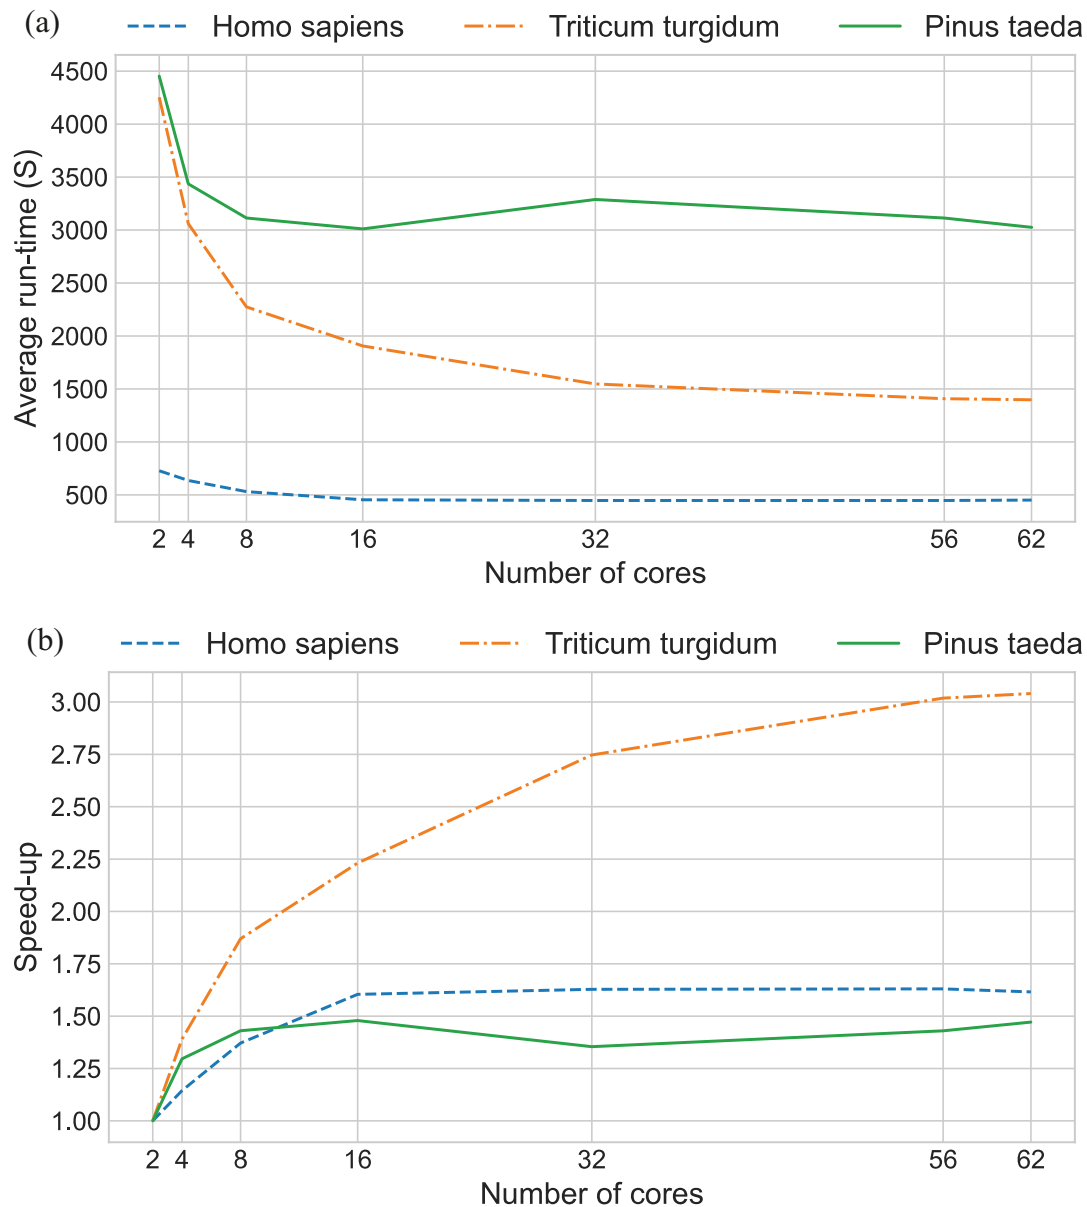 (a) Homo sapiens Triticum turgidum Pinus taeda
4500
4000
3500
3000
2500
2000
1500
1000
500
Average run-time (S)
2 4 8 16 32 56 62
Number of cores
(b) Homo sapiens Triticum turgidum Pinus taeda
3.00
2.75
2.50
2.25
2.00
1.75
1.50
1.25
1.00
Speed-up
2 4 8 16 32 56 62
Number of cores